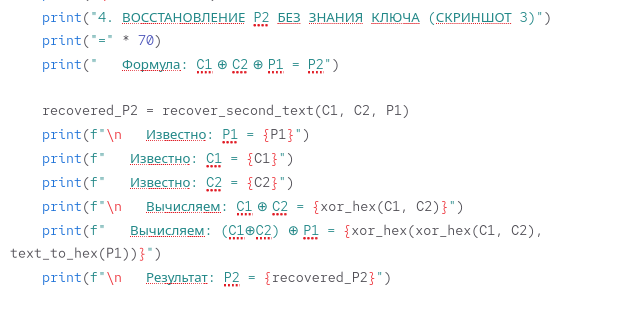 print("4. ВОССТАНОВЛЕНИЕ P2 БЕЗ ЗНАНИЯ КЛЮЧА (СКРИНШОТ 3)")
print("=" * 70)
print("   Формула: C1 ⊕ C2 ⊕ P1 = P2")
recovered_P2 = recover_second_text(C1, C2, P1)
print(f"\n   Известно: P1 = {P1}")
print(f"   Известно: C1 = {C1}")
print(f"   Известно: C2 = {C2}")
print(f"\n   Вычисляем: C1 ⊕ C2 = {xor_hex(C1, C2)}")
print(f"   Вычисляем: (C1⊕C2) ⊕ P1 = {xor_hex(xor_hex(C1, C2),
text_to_hex(P1))}")
print(f"\n   Результат: P2 = {recovered_P2}")